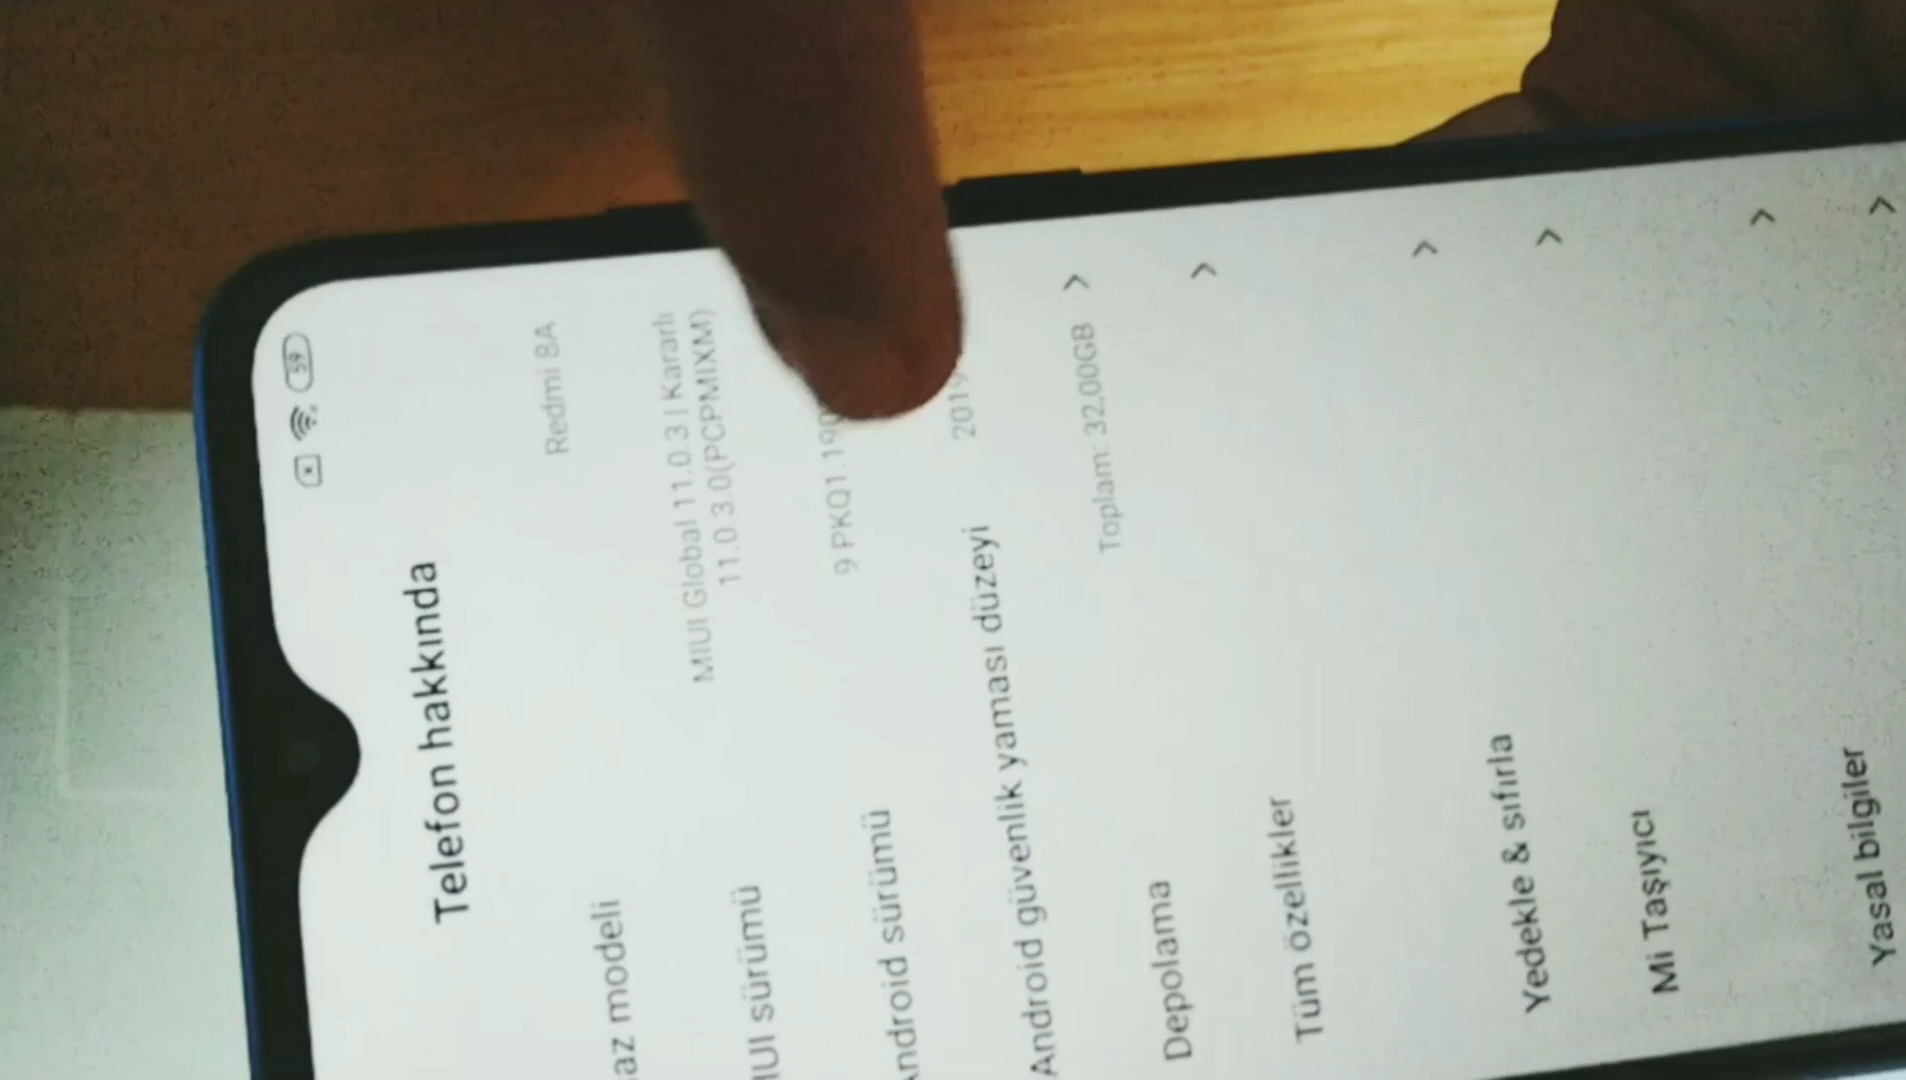 59
Telefon hakkında
az modeli
Redmi 8A
IUI sürümü
MIUI Global 11.0.3 | Kararlı
11.0.3.0(PCPMIXM)
ndroid sürümü
9 PKQ1.190
Android güvenlik yaması düzeyi
2019
Depolama
Toplam: 32,00GB
Tüm özellikler
Yedekle & sıfırla
Mi Taşıyıcı
Yasal bilgiler